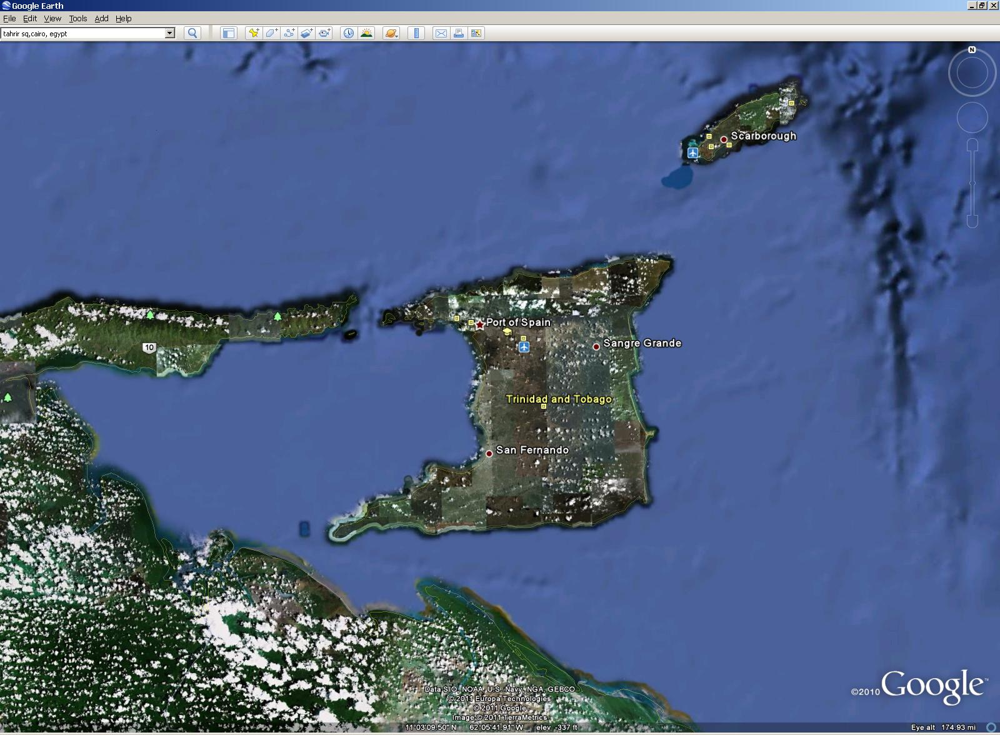 Google Earth
File Edit View Tools Add Help
tahrir sq,cairo, egypt
N
Scarborough
Port of Spain
10
Sangre Grande
Trinidad and Tobago
San Fernando
Data SIO, NOAA, U.S. Navy, NGA, GEBCO
© 2011 Europa Technologies
© 2011 Google
Image © 2011 TerraMetrics
©2010 Google™
11°03'09.50" N 62°05'41.91" W elev -337 ft
Eye alt 174.93 mi